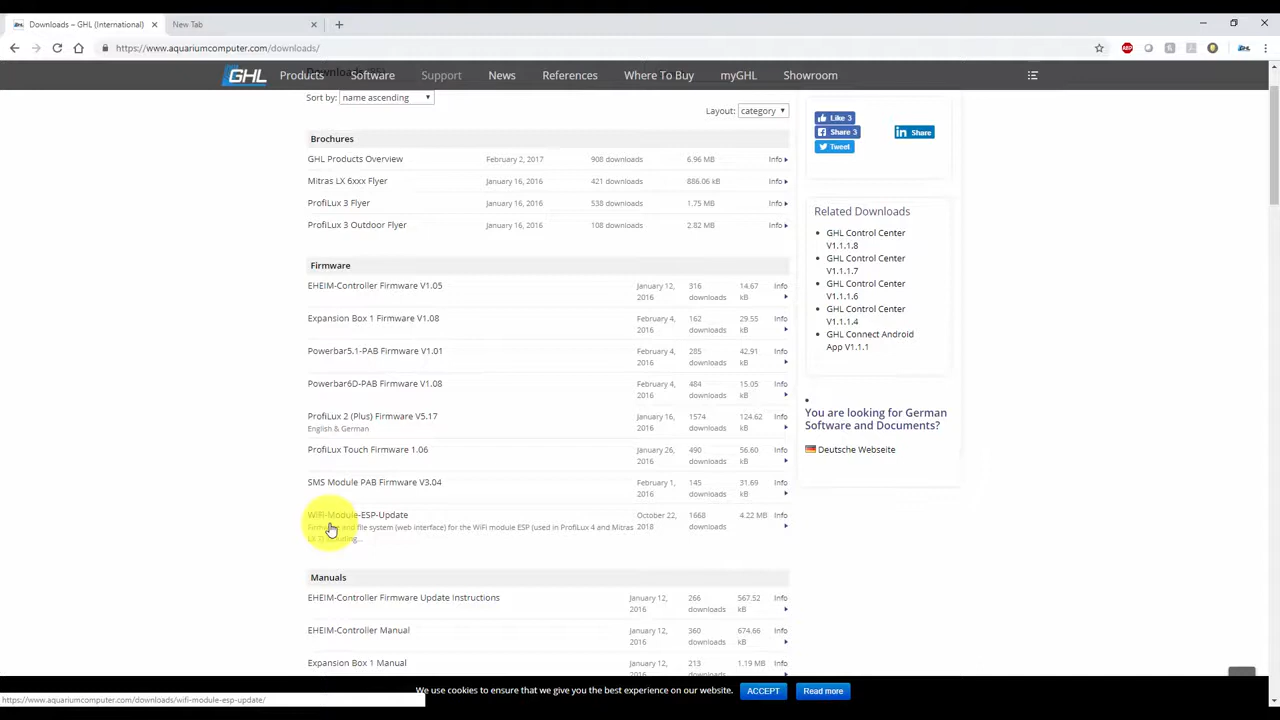 Downloads – GHL (International)
New Tab
https://www.aquariumcomputer.com/downloads/
GHL Products Software Support News References Where To Buy myGHL Showroom
Sort by: name ascending
Layout: category
Brochures
GHL Products Overview February 2, 2017 908 downloads 6.96 MB Info
Mitras LX 6xxx Flyer January 16, 2016 421 downloads 886.06 kB Info
ProfiLux 3 Flyer January 16, 2016 538 downloads 1.75 MB Info
ProfiLux 3 Outdoor Flyer January 16, 2016 108 downloads 2.82 MB Info
Firmware
EHEIM-Controller Firmware V1.05 January 12, 316 14.67 Info
2016 downloads kB
Expansion Box 1 Firmware V1.08 February 4, 162 29.55 Info
2016 downloads kB
Powerbar5.1-PAB Firmware V1.01 February 4, 285 42.91 Info
2016 downloads kB
Powerbar6D-PAB Firmware V1.08 February 4, 484 15.05 Info
2016 downloads kB
ProfiLux 2 (Plus) Firmware V5.17 January 16, 1574 124.62 Info
English & German 2016 downloads kB
ProfiLux Touch Firmware 1.06 January 26, 490 56.60 Info
2016 downloads kB
SMS Module PAB Firmware V3.04 February 1, 145 31.69 Info
2016 downloads kB
WiFi-Module-ESP-Update October 22, 1668 4.22 MB Info
Firmware and file system (web interface) for the WiFi module ESP (used in ProfiLux 4 and Mitras 2018 downloads
Manuals
EHEIM-Controller Firmware Update Instructions January 12, 266 567.52 Info
2016 downloads kB
EHEIM-Controller Manual January 12, 360 674.66 Info
2016 downloads kB
Expansion Box 1 Manual January 12, 213 1.19 MB Info
Like 3
Share 3
Share
Tweet
Related Downloads
GHL Control Center
V1.1.1.8
GHL Control Center
V1.1.1.7
GHL Control Center
V1.1.1.6
GHL Control Center
V1.1.1.4
GHL Connect Android
App V1.1.1
You are looking for German
Software and Documents?
Deutsche Webseite
We use cookies to ensure that we give you the best experience on our website. ACCEPT Read more
https://www.aquariumcomputer.com/downloads/wifi-module-esp-update/